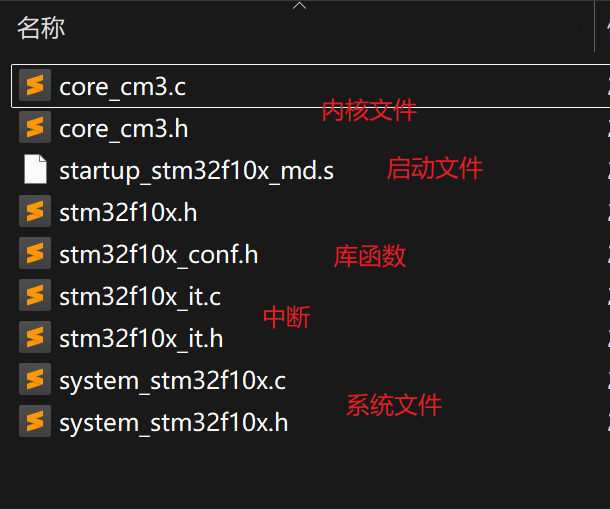 名称
core_cm3.c
内核文件
core_cm3.h
startup_stm32f10x_md.s 启动文件
stm32f10x.h
stm32f10x_conf.h 库函数
stm32f10x_it.c
中断
stm32f10x_it.h
system_stm32f10x.c
系统文件
system_stm32f10x.h